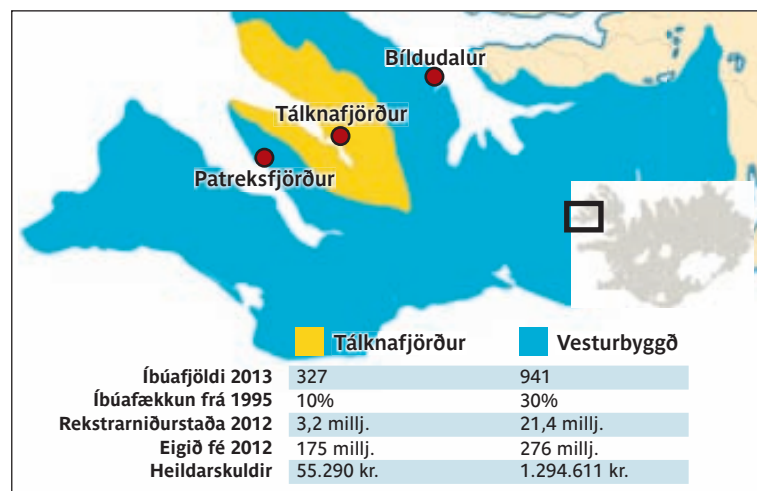 Bíldudalur
Tálknafjörður
Patreksfjörður
Tálknafjörður Vesturbyggð
Íbúafjöldi 2013 327 941
Íbúafækkun frá 1995 10% 30%
Rekstrarniðurstaða 2012 3,2 millj. 21,4 millj.
Eigið fé 2012 175 millj. 276 millj.
Heildarskuldir 55.290 kr. 1.294.611 kr.